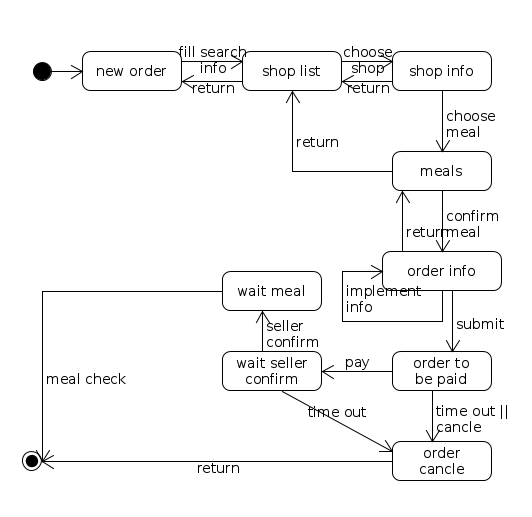 fill search
info
choose
shop
new order
shop list
shop info
return
return
choose
meal
return
meals
confirm
meal
return
order info
wait meal
implement
info
seller
confirm
submit
wait seller
confirm
pay
order to
be paid
meal check
time out
time out ||
cancle
order
cancle
return